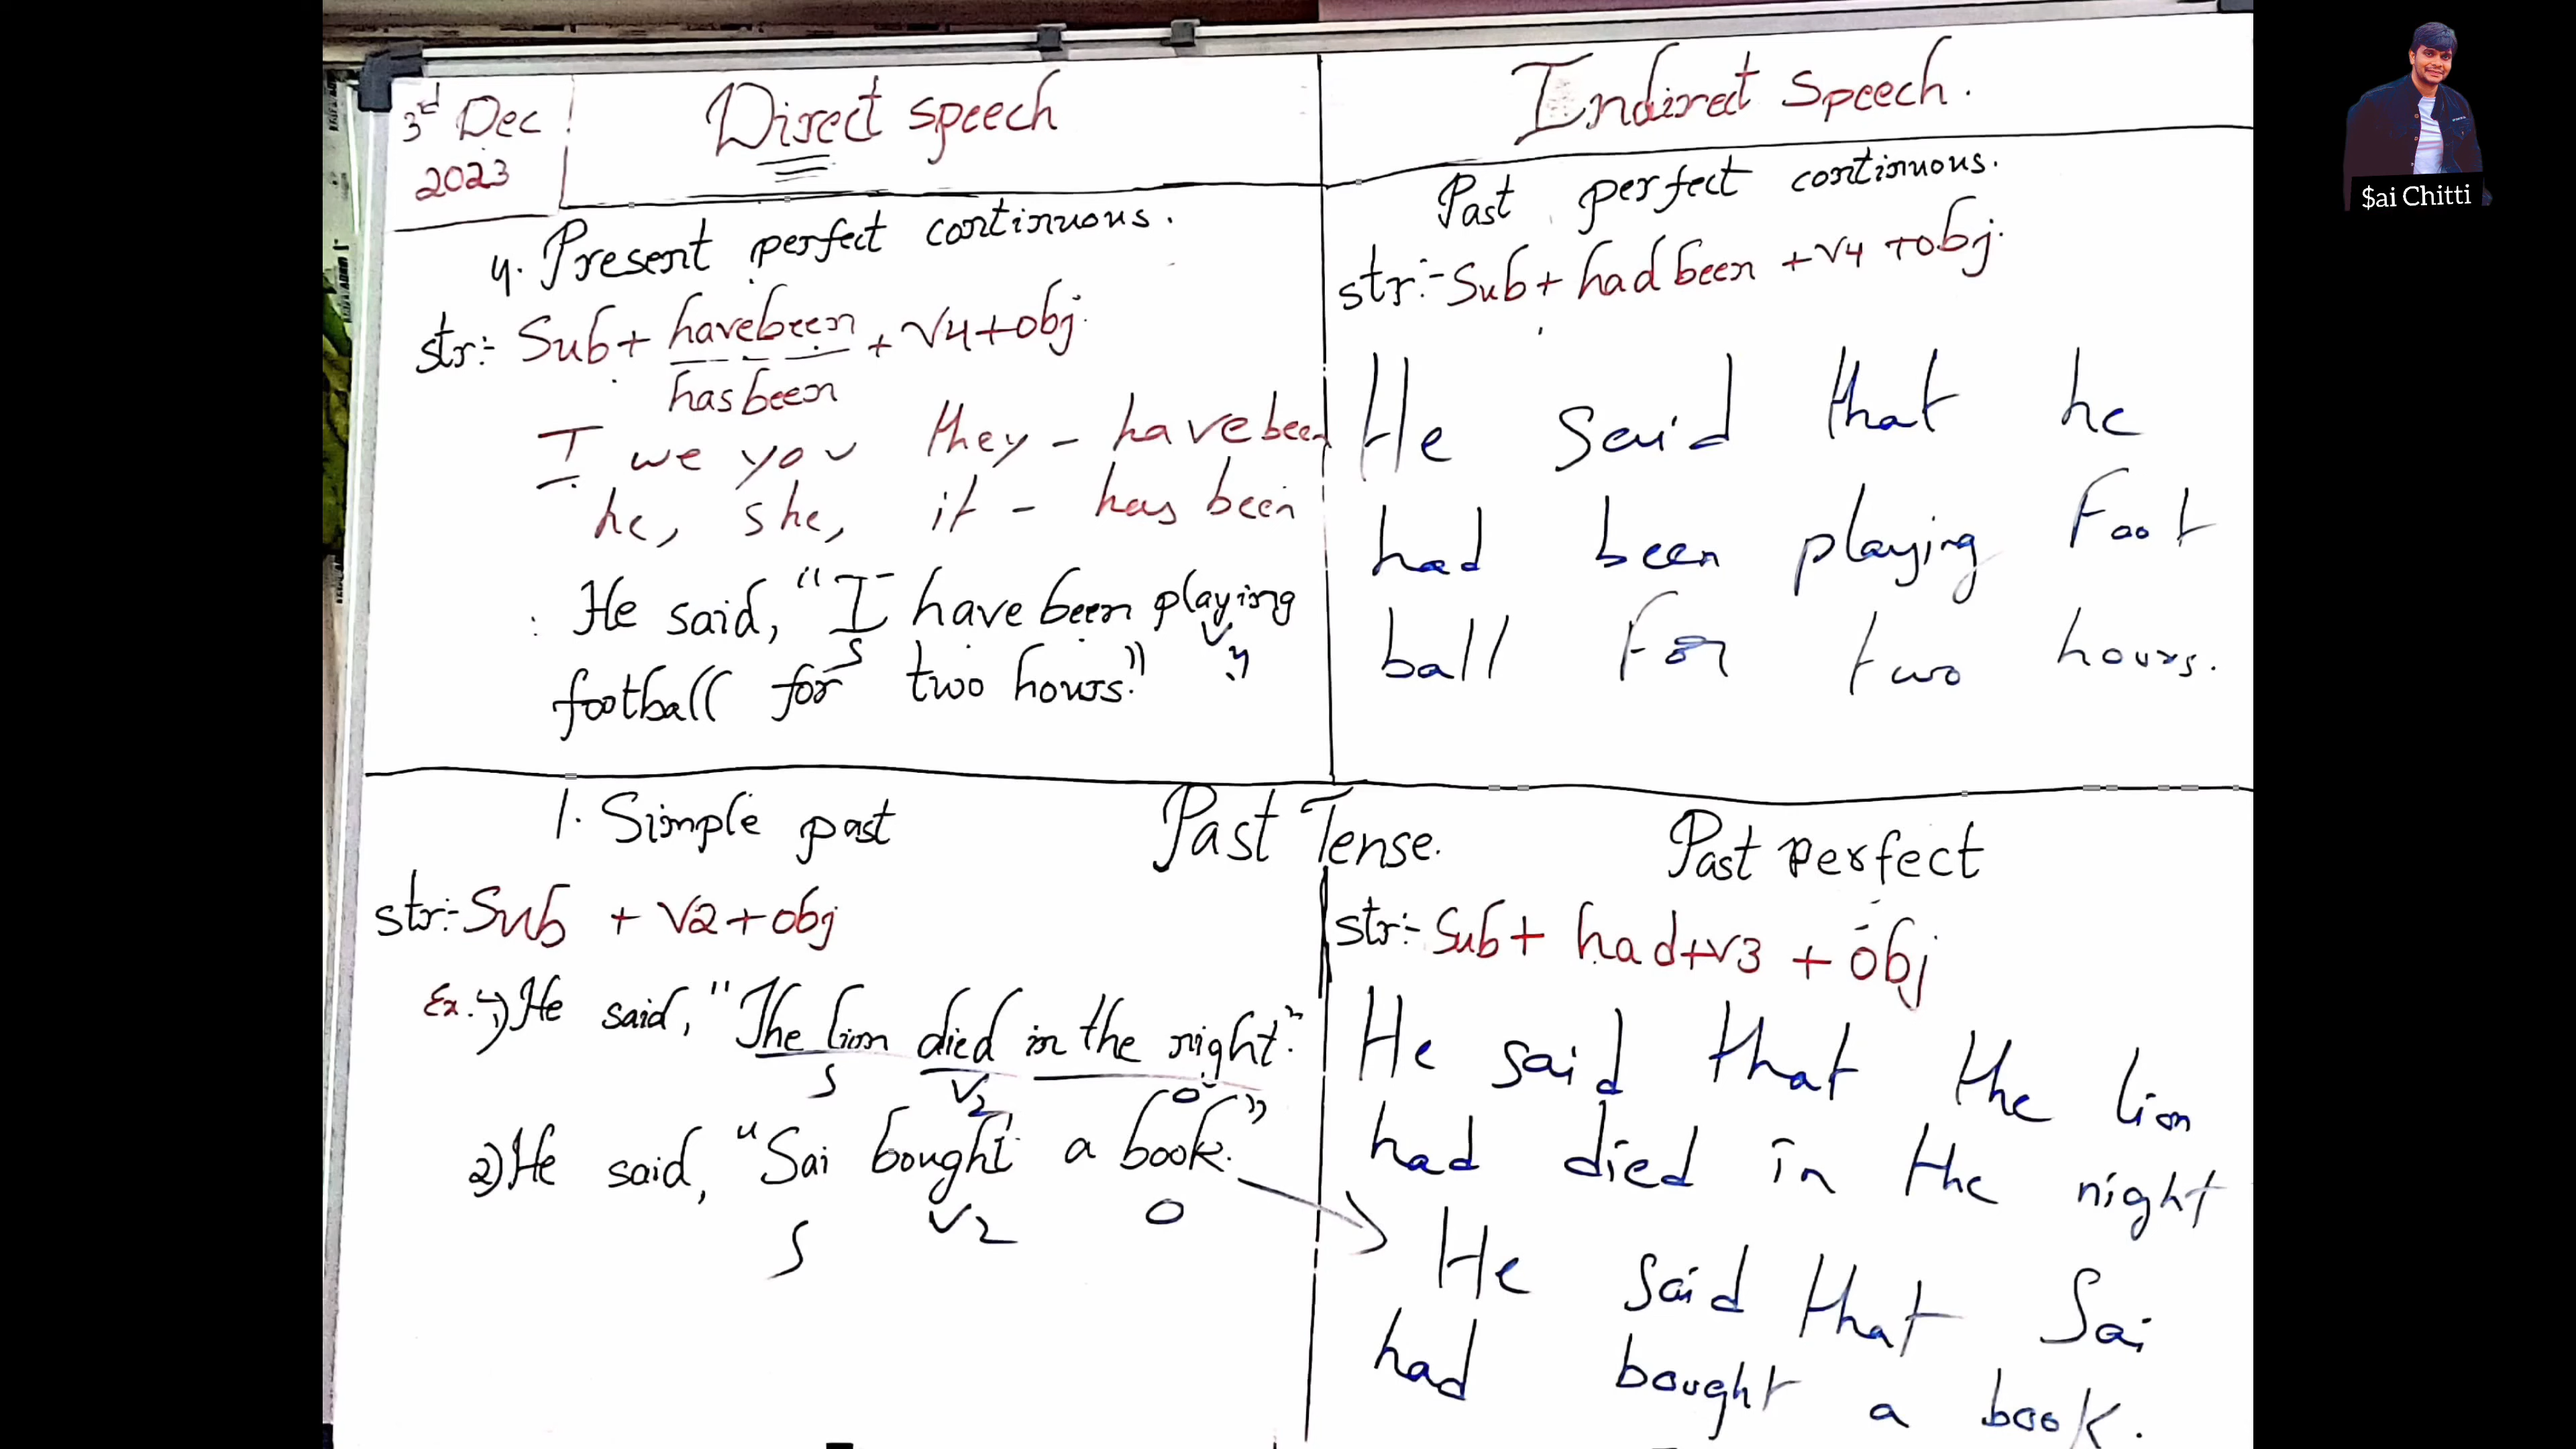 3rd Dec
2023
Direct speech
Indirect Speech.
4. Present perfect continuous.
str:- Sub + have been + V4 + obj.
has been
I we you they - have been
he, she, it - has been
He said, "I have been playing
S
V4
football for two hours."
Past perfect continuous.
str:- Sub + had been + V4 + obj.
He said that he
had been playing Foot
ball For two hours.
Past Tense.
1. Simple past
str:- Sub + V2 + obj
Ex:- 1) He said, "The lion died in the night."
S V2 O
2) He said, "Sai bought a book."
S V2 O
Past perfect
str:- Sub + had + V3 + obj
He said that the lion
had died in the night
He said that Sai
had bought a book.
$ai Chitti